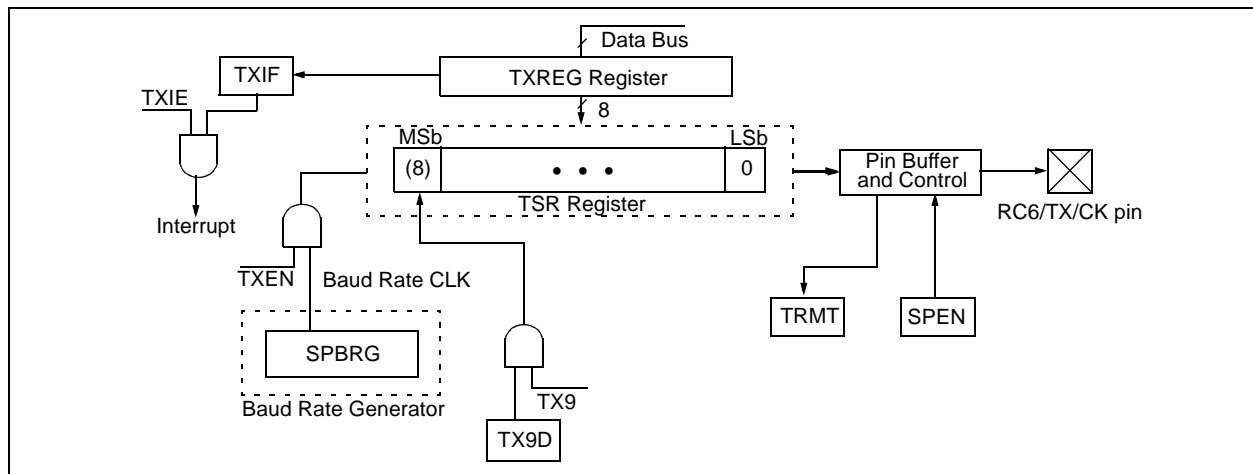 Data Bus
TXIF
TXREG Register
TXIE
8
MSb
LSb
(8)
• • •
0
Pin Buffer
and Control
TSR Register
RC6/TX/CK pin
Interrupt
TXEN
Baud Rate CLK
TRMT
SPEN
SPBRG
Baud Rate Generator
TX9
TX9D